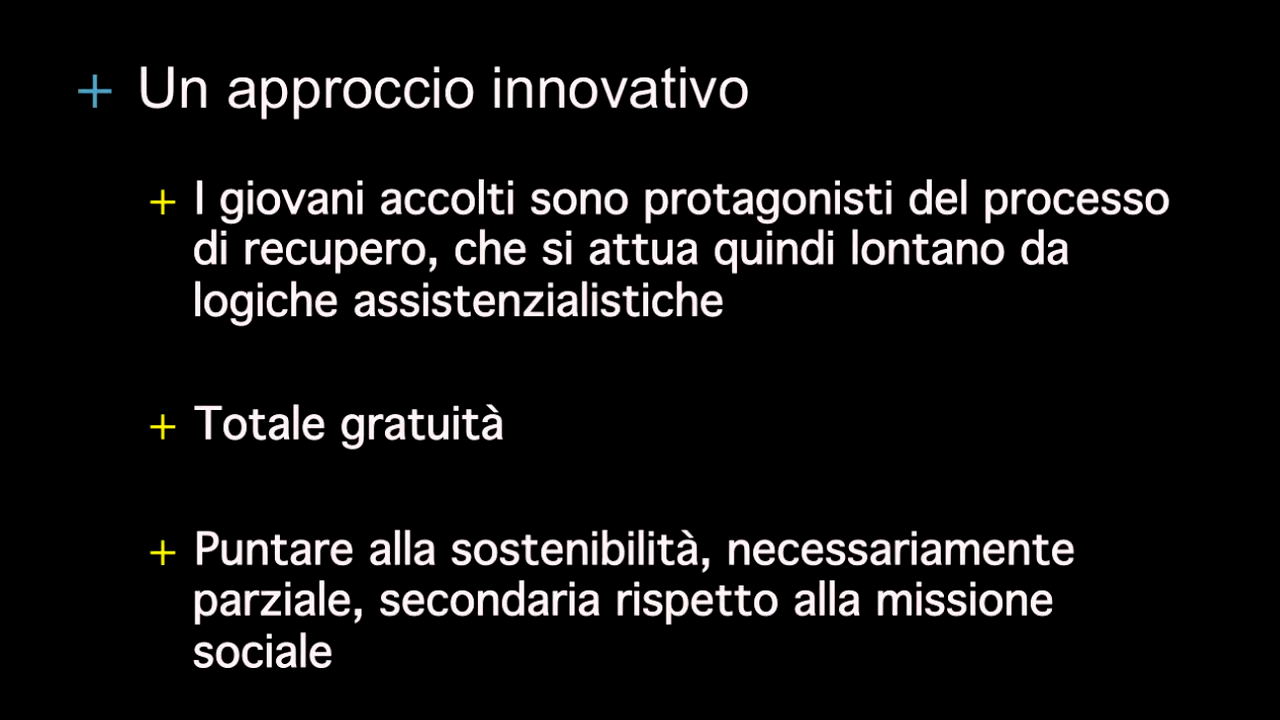 + Un approccio innovativo
+ I giovani accolti sono protagonisti del processo
di recupero, che si attua quindi lontano da
logiche assistenzialistiche
+ Totale gratuità
+ Puntare alla sostenibilità, necessariamente
parziale, secondaria rispetto alla missione
sociale